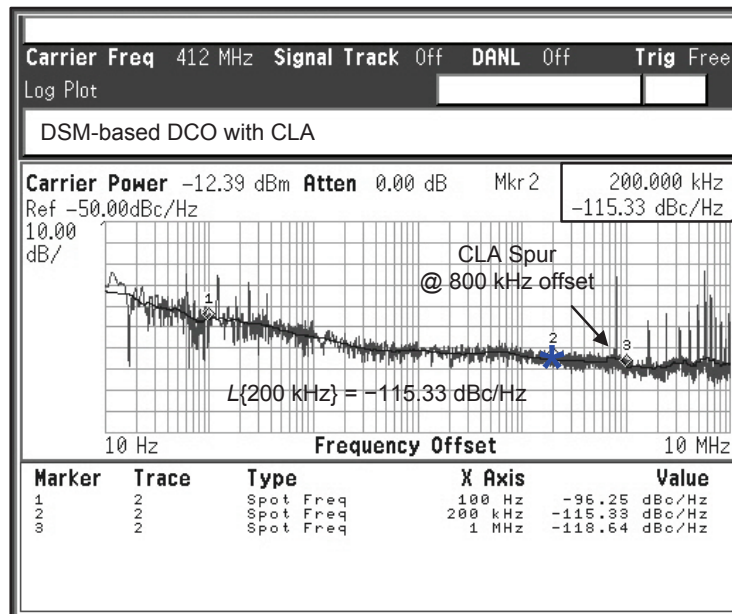 Carrier Freq 412 MHz Signal Track Off DANL Off Trig Free
Log Plot
DSM-based DCO with CLA
Carrier Power −12.39 dBm Atten 0.00 dB Mkr2 200.000 kHz
Ref −50.00dBc/Hz −115.33 dBc/Hz
10.00
dB/
CLA Spur
@ 800 kHz offset
1
2
3
L{200 kHz} = −115.33 dBc/Hz
10 Hz Frequency Offset 10 MHz
Marker Trace Type X Axis Value
1 2 Spot Freq 100 Hz −96.25 dBc/Hz
2 2 Spot Freq 200 kHz −115.33 dBc/Hz
3 2 Spot Freq 1 MHz −118.64 dBc/Hz